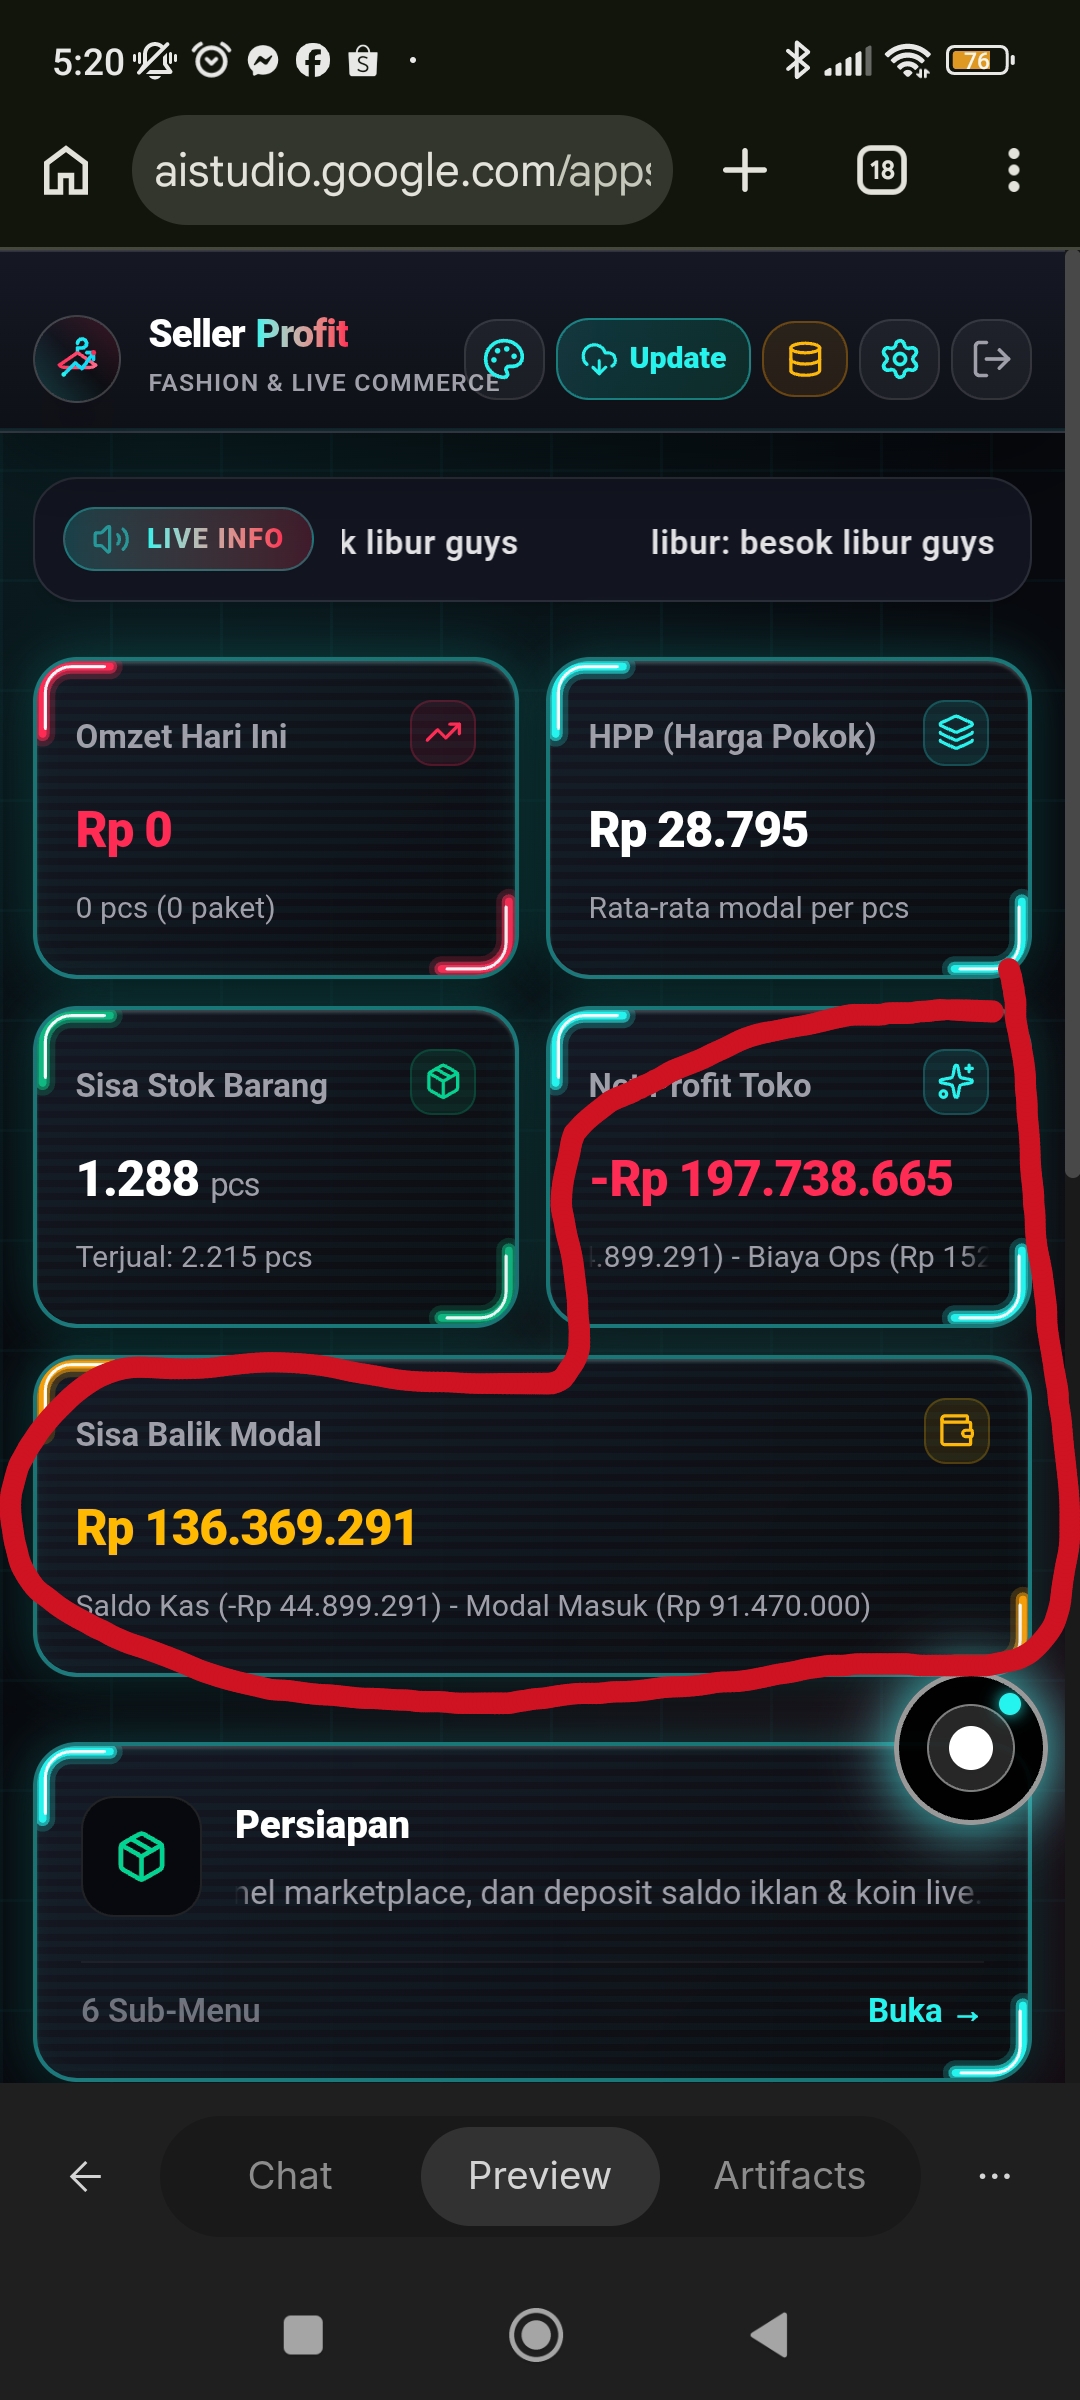 5:20
76
aistudio.google.com/apps
18
Seller Profit
FASHION & LIVE COMMERCE
Update
LIVE INFO
k libur guys
libur: besok libur guys
Omzet Hari Ini
Rp 0
0 pcs (0 paket)
HPP (Harga Pokok)
Rp 28.795
Rata-rata modal per pcs
Sisa Stok Barang
1.288 pcs
Terjual: 2.215 pcs
Net Profit Toko
-Rp 197.738.665
.899.291) - Biaya Ops (Rp 152
Sisa Balik Modal
Rp 136.369.291
Saldo Kas (-Rp 44.899.291) - Modal Masuk (Rp 91.470.000)
Persiapan
nel marketplace, dan deposit saldo iklan & koin live.
6 Sub-Menu
Buka →
Chat
Preview
Artifacts